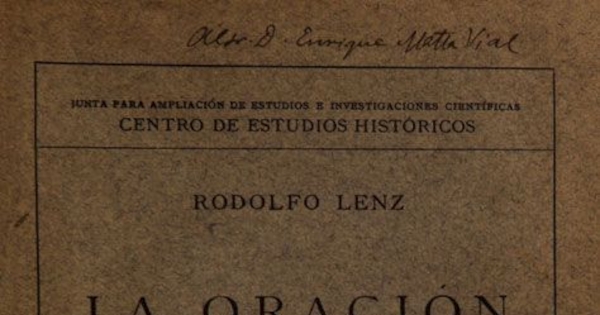 Al Sr. D. Enrique Matta Vial
JUNTA PARA AMPLIACIÓN DE ESTUDIOS E INVESTIGACIONES CIENTÍFICAS
CENTRO DE ESTUDIOS HISTÓRICOS
RODOLFO LENZ
LA ORACIÓN